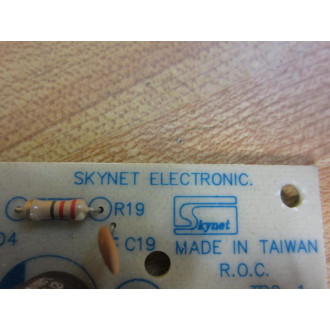 SKYNET ELECTRONIC.
R19
Skynet
C19
MADE IN TAIWAN
R.O.C.